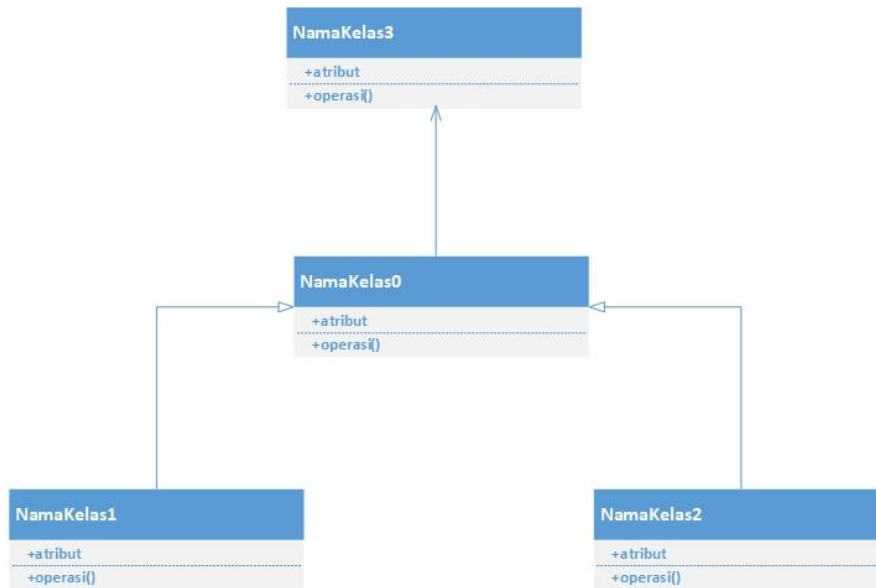 NamaKelas3
+atribut
+operasi()
NamaKelas0
+atribut
+operasi()
NamaKelas1
+atribut
+operasi()
NamaKelas2
+atribut
+operasi()